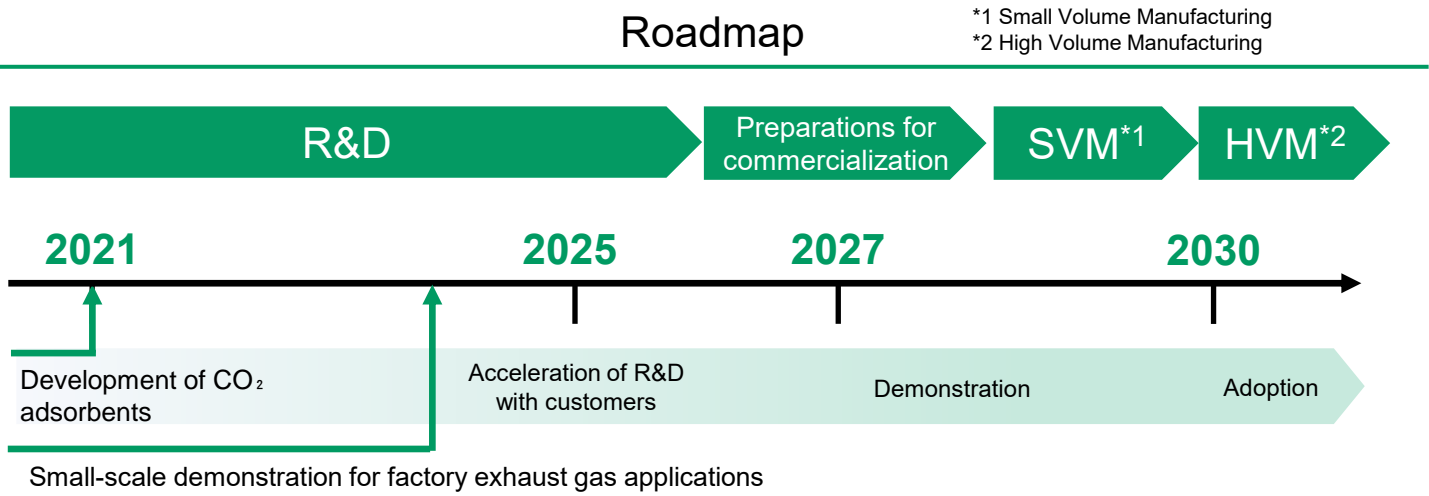 Roadmap
*1 Small Volume Manufacturing
*2 High Volume Manufacturing
R&D
Preparations for
commercialization
SVM*1
HVM*2
2021
2025
2027
2030
Development of CO₂
adsorbents
Acceleration of R&D
with customers
Demonstration
Adoption
Small-scale demonstration for factory exhaust gas applications